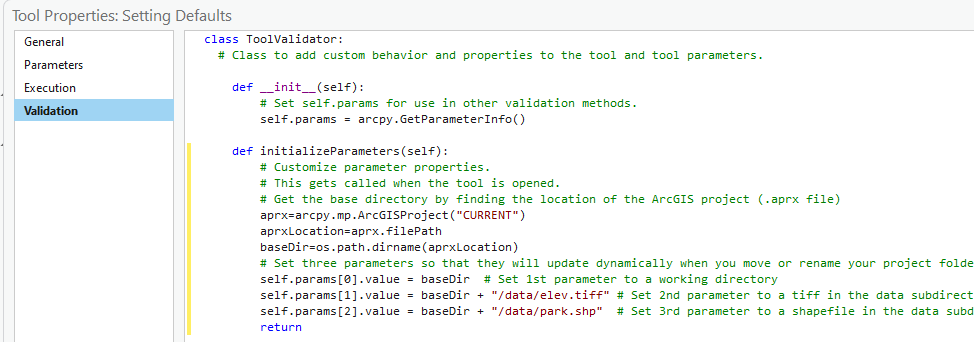 Tool Properties: Setting Defaults
General
Parameters
Execution
Validation
class ToolValidator:
# Class to add custom behavior and properties to the tool and tool parameters.
def __init__(self):
# Set self.params for use in other validation methods.
self.params = arcpy.GetParameterInfo()
def initializeParameters(self):
# Customize parameter properties.
# This gets called when the tool is opened.
# Get the base directory by finding the location of the ArcGIS project (.aprx file)
aprx=arcpy.mp.ArcGISProject("CURRENT")
aprxLocation=aprx.filePath
baseDir=os.path.dirname(aprxLocation)
# Set three parameters so that they will update dynamically when you move or rename your project folde
self.params[0].value = baseDir  # Set 1st parameter to a working directory
self.params[1].value = baseDir + "/data/elev.tiff" # Set 2nd parameter to a tiff in the data subdirect
self.params[2].value = baseDir + "/data/park.shp"  # Set 3rd parameter to a shapefile in the data subd
return